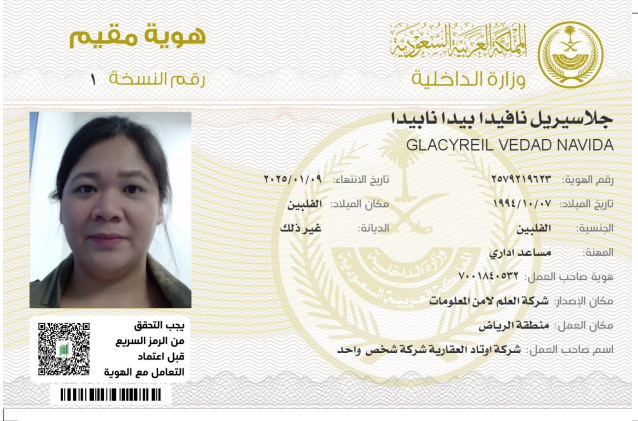 هوية مقيم
رقم النسخة ١
المملكة العربية السعودية
وزارة الداخلية
جلاسيريل نافيدا بيدا نابيدا
GLACYREIL VEDAD NAVIDA
رقم الهوية: ٢٥٧٩٢١٩٦٢٣ تاريخ الانتهاء: ٢٠٢٥/٠١/٠٩
تاريخ الميلاد: ١٩٩٤/١٠/٠٧ مكان الميلاد: الفلبين
الجنسية: الفلبين الديانة: غير ذلك
المهنة: مساعد اداري
هوية صاحب العمل: ٧٠٠١٨٤٠٥٣٢
مكان الإصدار: شركة العلم لامن المعلومات
مكان العمل: منطقة الرياض
اسم صاحب العمل: شركة اوتاد العقارية شركة شخص واحد
يجب التحقق
من الرمز السريع
قبل اعتماد
التعامل مع الهوية